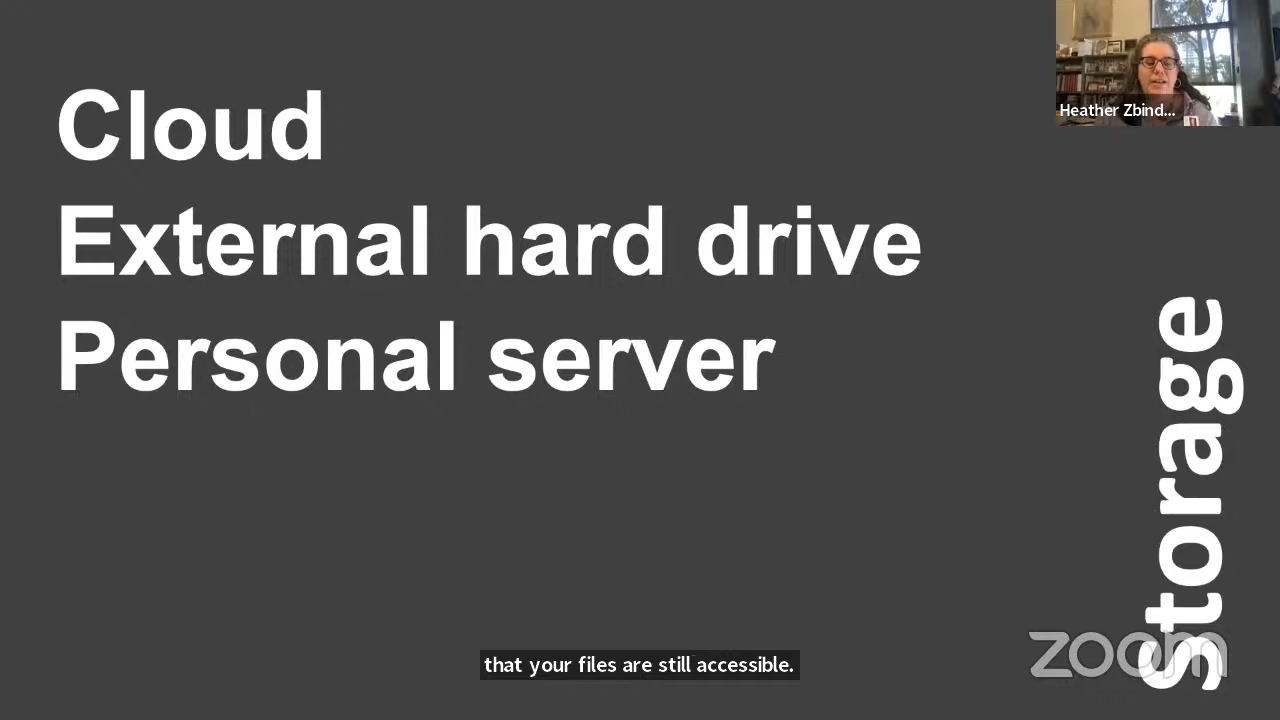 Cloud
External hard drive
Personal server
Storage
Heather Zbind...
that your files are still accessible.
zoom